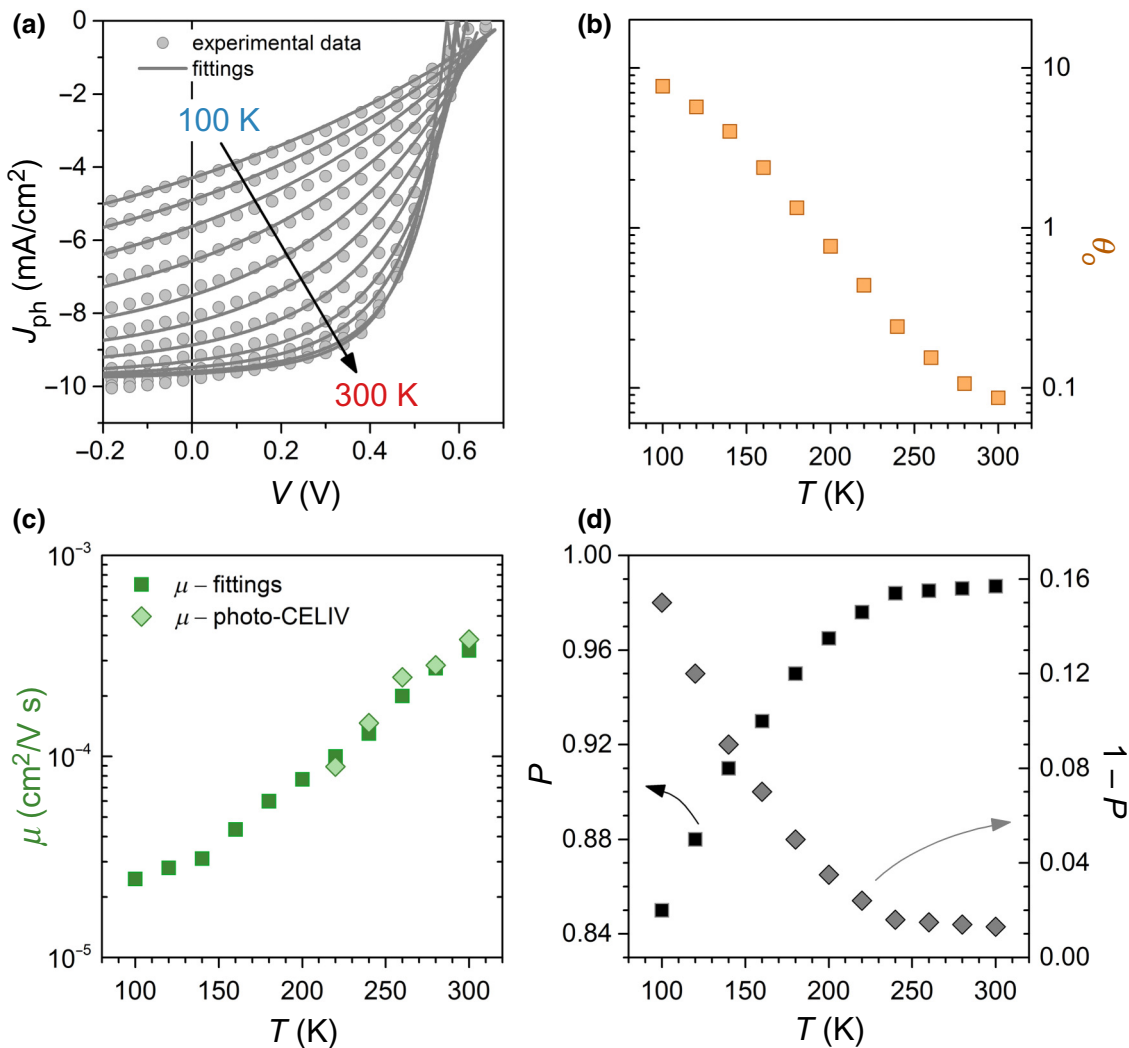 (a)
experimental data
fittings
100 K
300 K
0
−2
−4
−6
−8
−10
J_ph (mA/cm²)
−0.2 0.0 0.2 0.4 0.6
V (V)
(b)
10
1
0.1
θ₀
100 150 200 250 300
T (K)
(c)
μ – fittings
μ – photo-CELIV
10⁻³
10⁻⁴
10⁻⁵
μ (cm²/V s)
100 150 200 250 300
T (K)
(d)
1.00
0.96
0.92
0.88
0.84
P
0.16
0.12
0.08
0.04
0.00
1 – P
100 150 200 250 300
T (K)